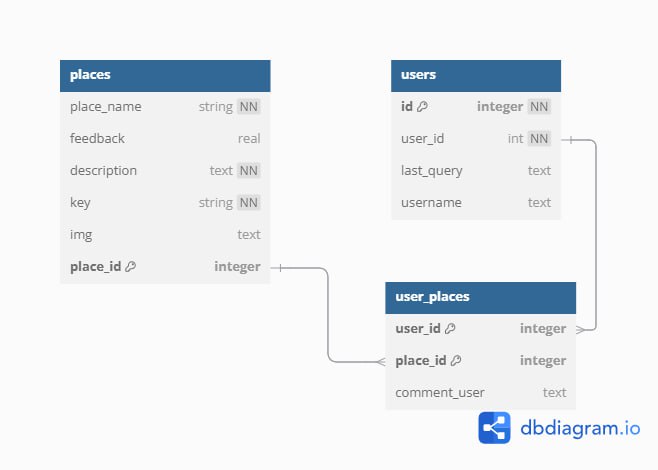 places
place_name string NN
feedback real
description text NN
key string NN
img text
place_id integer
users
id integer NN
user_id int NN
last_query text
username text
user_places
user_id integer
place_id integer
comment_user text
dbdiagram.io